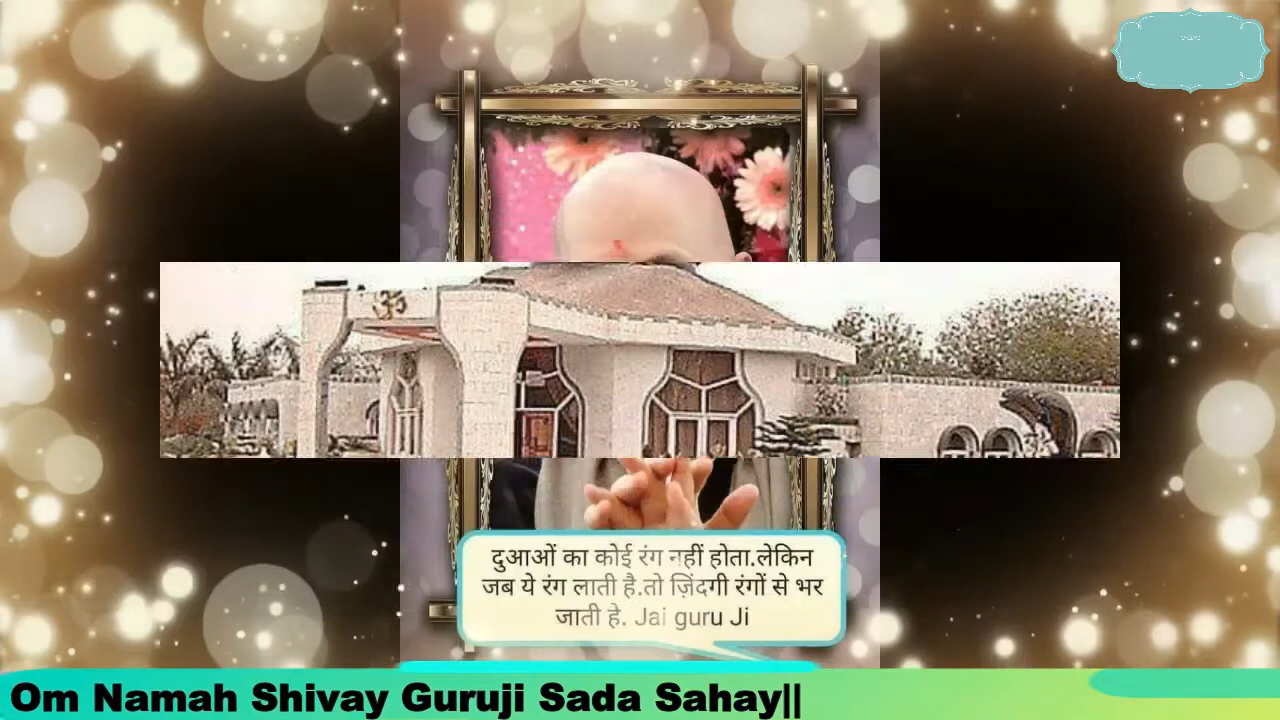 ॐ
दुआओं का कोई रंग नहीं होता.लेकिन
जब ये रंग लाती है.तो ज़िंदगी रंगों से भर
जाती हे. Jai guru Ji
Om Namah Shivay Guruji Sada Sahay||